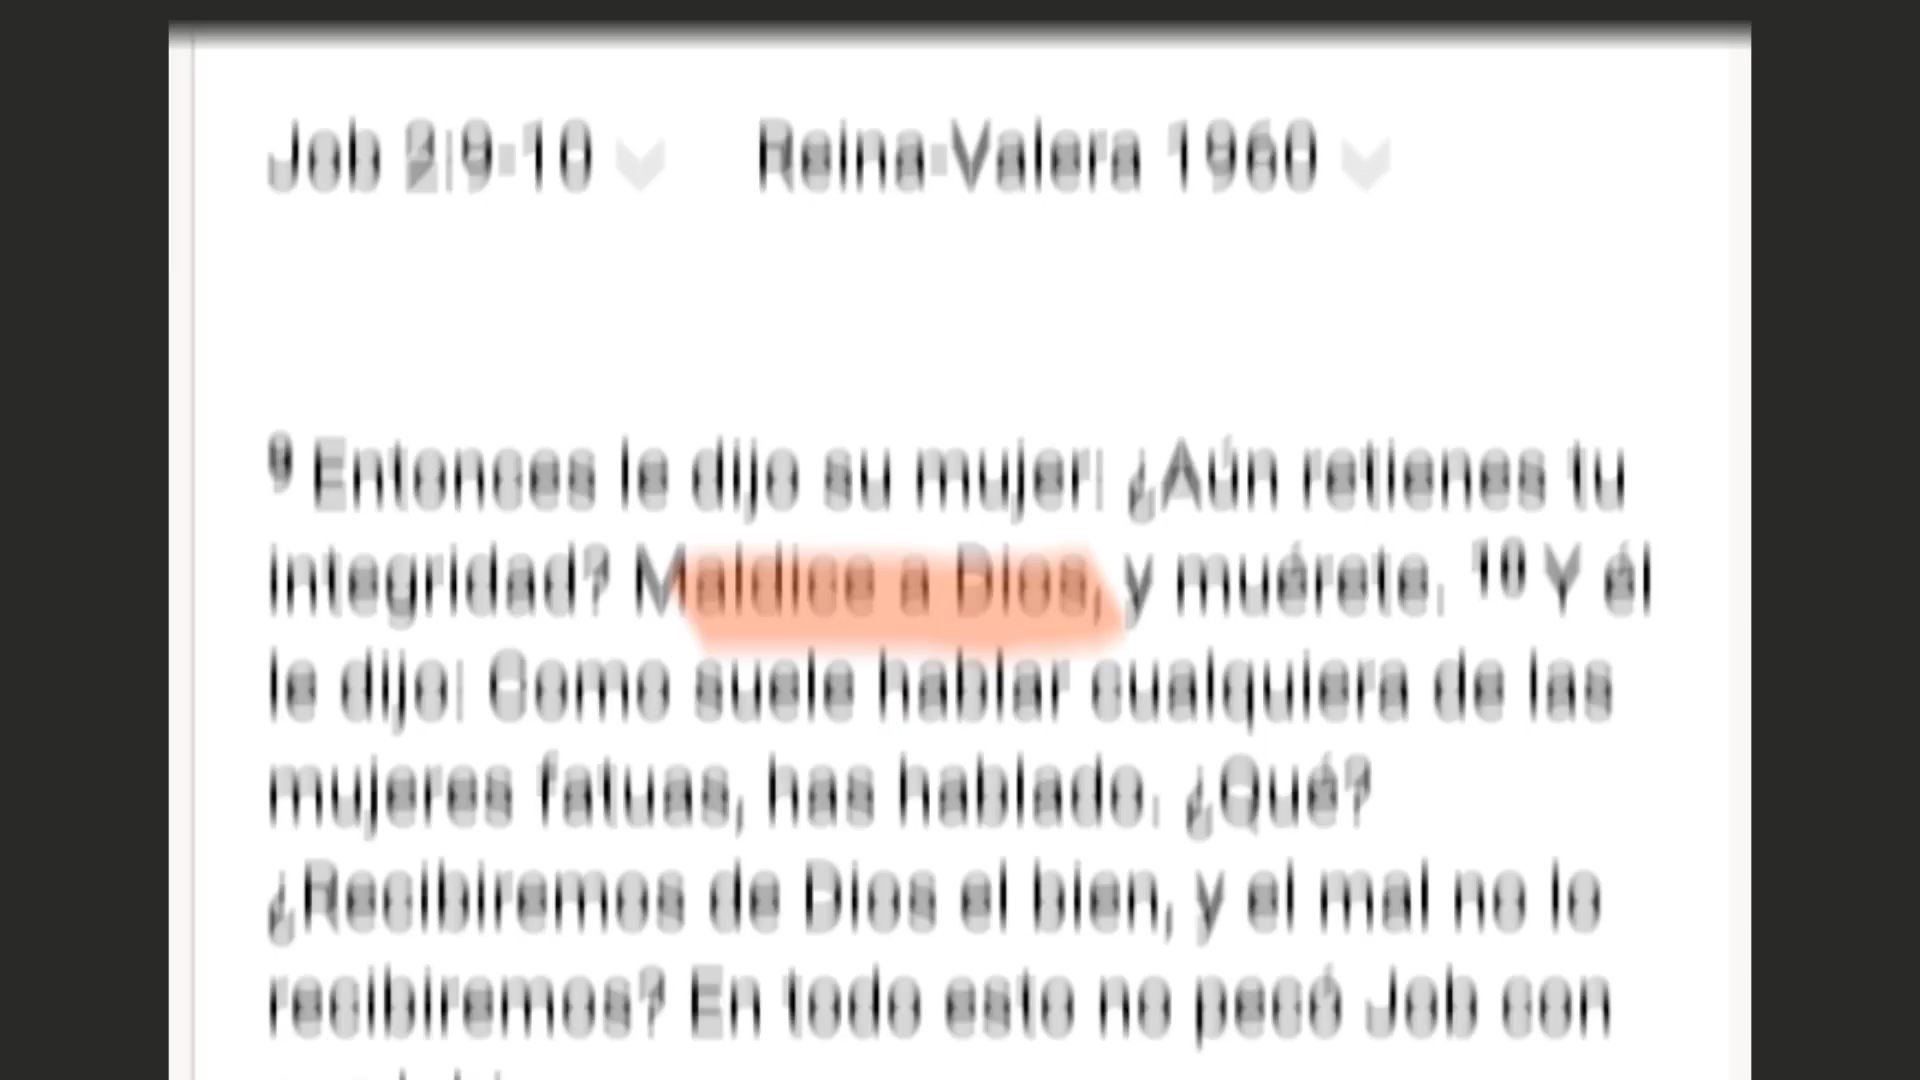 Job 2:9-10 Reina-Valera 1960
9 Entonces le dijo su mujer: ¿Aún retienes tu
integridad? Maldice a Dios, y muérete. 10 Y él
le dijo: Como suele hablar cualquiera de las
mujeres fatuas, has hablado. ¿Qué?
¿Recibiremos de Dios el bien, y el mal no lo
recibiremos? En todo esto no pecó Job con